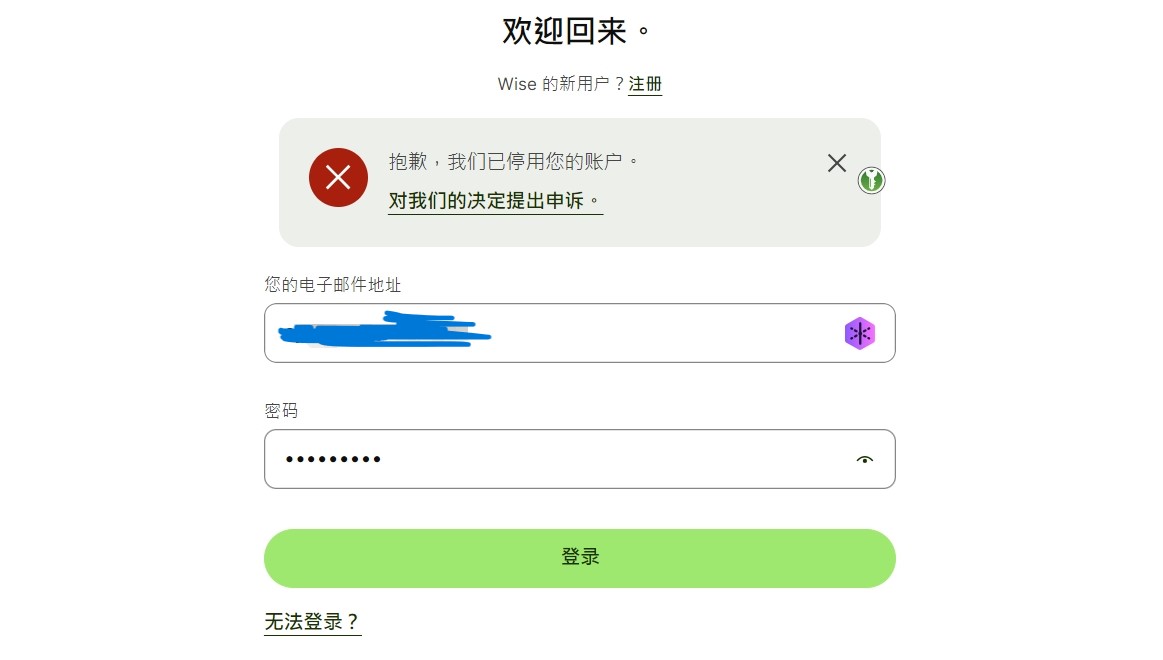 欢迎回来。
Wise 的新用户？注册
抱歉，我们已停用您的账户。
对我们的决定提出申诉。
您的电子邮件地址
密码
•••••••••
登录
无法登录？